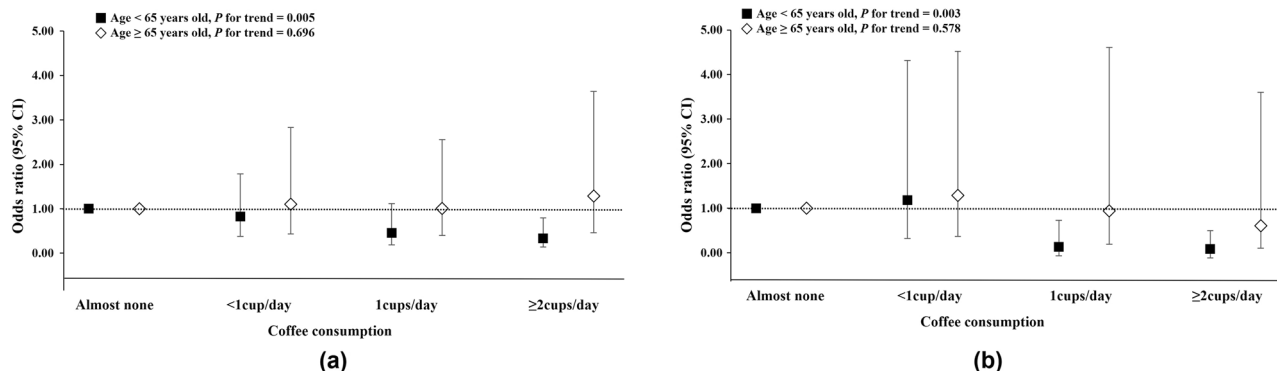 ■ Age < 65 years old, P for trend = 0.005
◇ Age ≥ 65 years old, P for trend = 0.696
5.00
4.00
3.00
2.00
1.00
0.00
Odds ratio (95% CI)
Almost none
<1cup/day
1cups/day
≥2cups/day
Coffee consumption
(a)
■ Age < 65 years old, P for trend = 0.003
◇ Age ≥ 65 years old, P for trend = 0.578
5.00
4.00
3.00
2.00
1.00
0.00
Odds ratio (95% CI)
Almost none
<1cup/day
1cups/day
≥2cups/day
Coffee consumption
(b)